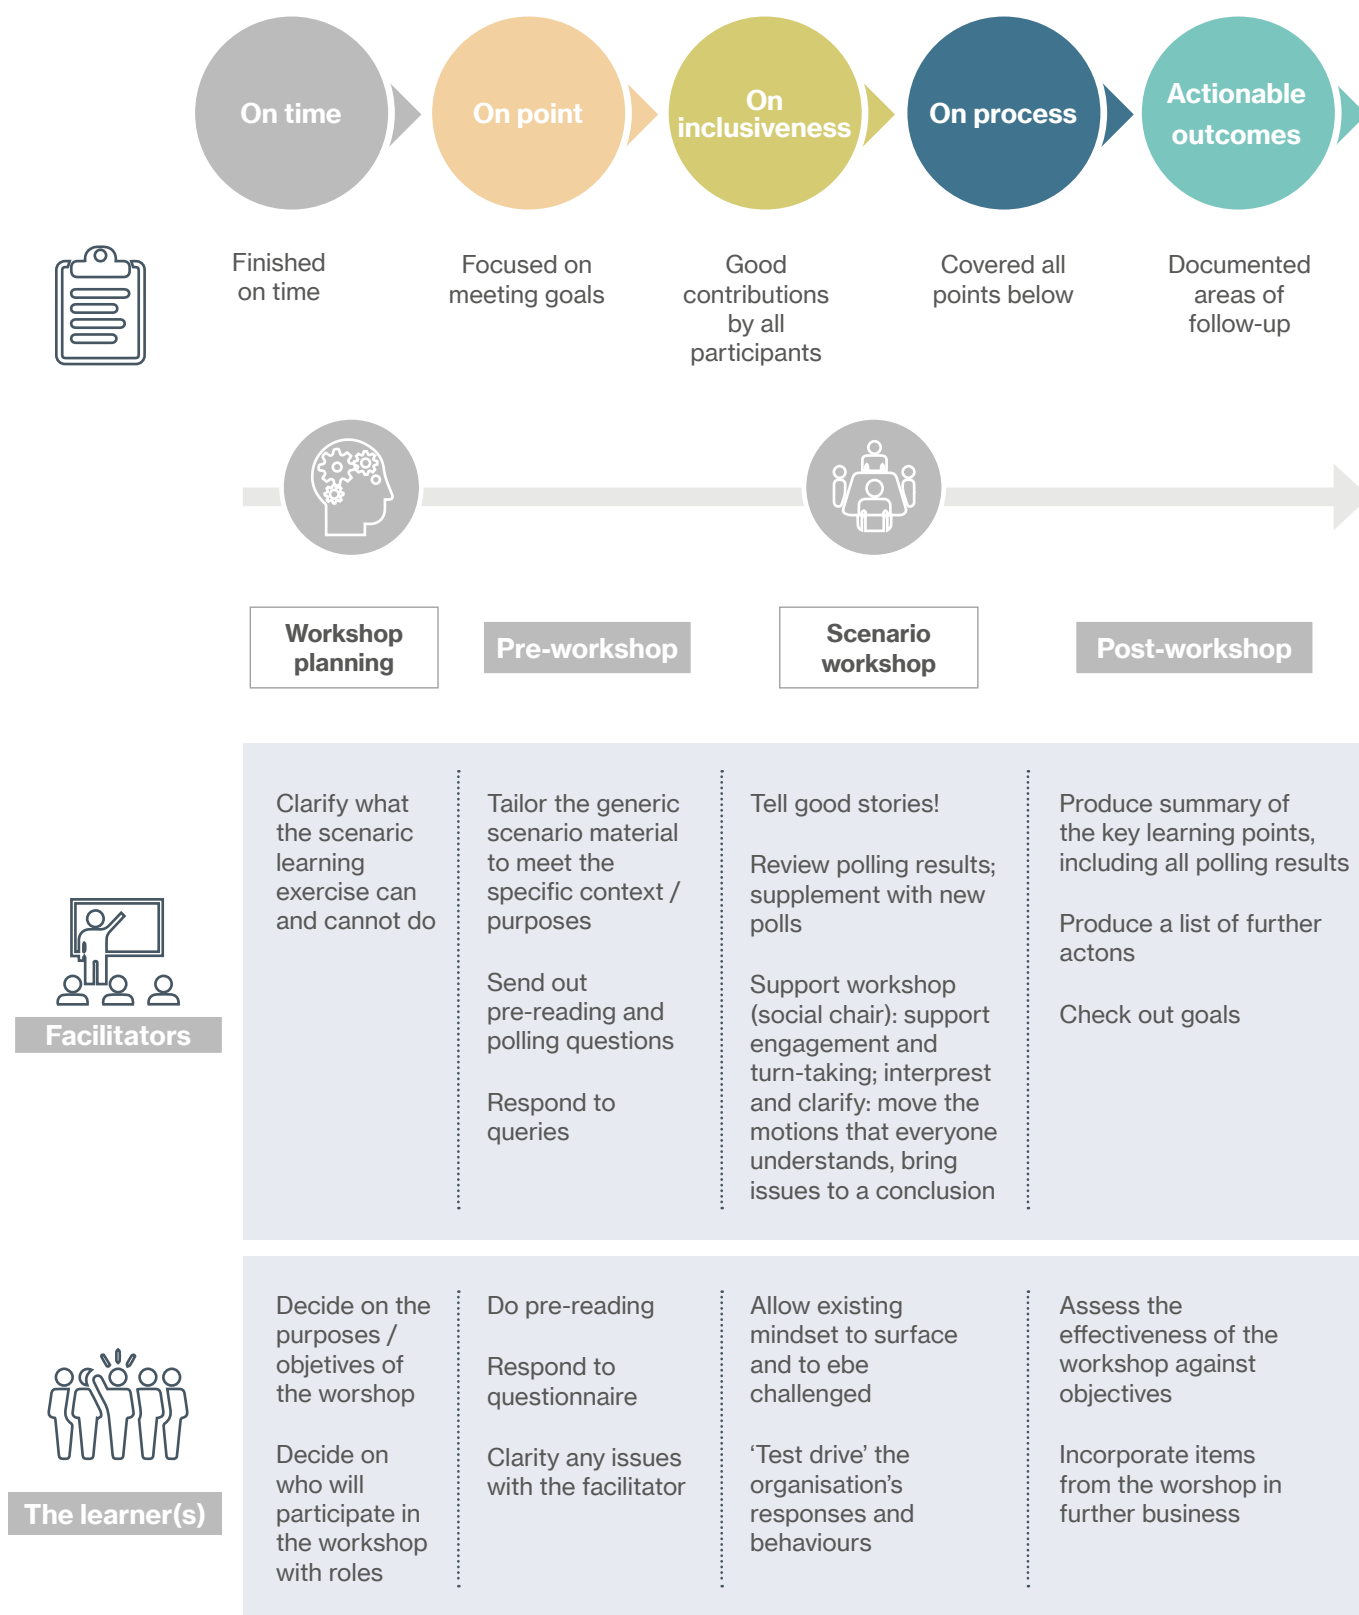 On time
On point
On
inclusiveness
On process
Actionable
outcomes
Finished
on time
Focused on
meeting goals
Good
contributions
by all
participants
Covered all
points below
Documented
areas of
follow-up
Workshop
planning
Pre-workshop
Scenario
workshop
Post-workshop
Facilitators
Clarify what
the scenaric
learning
exercise can
and cannot do
Tailor the generic
scenario material
to meet the
specific context /
purposes
Send out
pre-reading and
polling questions
Respond to
queries
Tell good stories!
Review polling results;
supplement with new
polls
Support workshop
(social chair): support
engagement and
turn-taking; interprest
and clarify: move the
motions that everyone
understands, bring
issues to a conclusion
Produce summary of
the key learning points,
including all polling results
Produce a list of further
actons
Check out goals
The learner(s)
Decide on the
purposes /
objetives of
the worshop
Decide on
who will
participate in
the workshop
with roles
Do pre-reading
Respond to
questionnaire
Clarity any issues
with the facilitator
Allow existing
mindset to surface
and to ebe
challenged
‘Test drive’ the
organisation’s
responses and
behaviours
Assess the
effectiveness of the
workshop against
objectives
Incorporate items
from the worshop in
further business